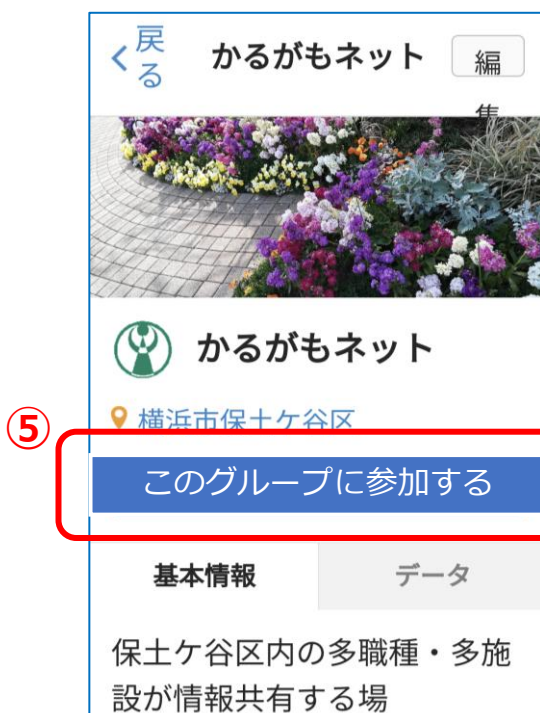 戻る
かるがもネット
編集
かるがもネット
横浜市保土ケ谷区
⑤
このグループに参加する
基本情報
データ
保土ケ谷区内の多職種・多施
設が情報共有する場